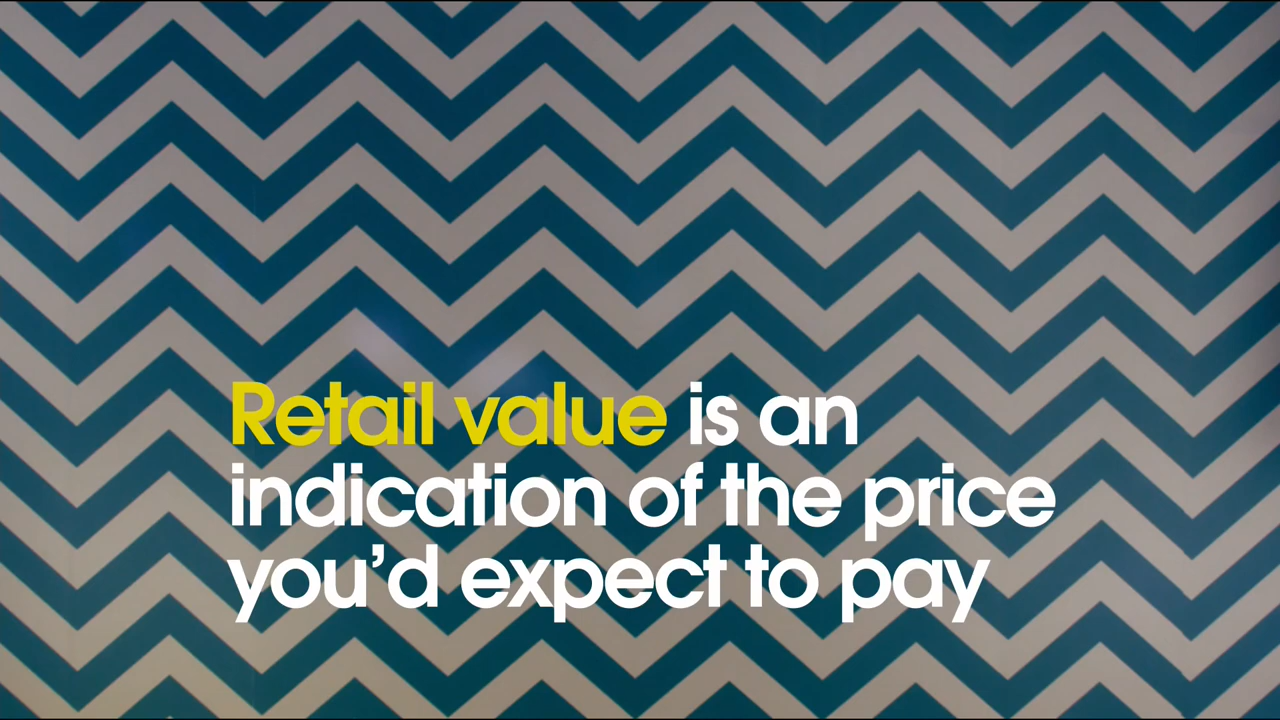 Retail value is an
indication of the price
you’d expect to pay